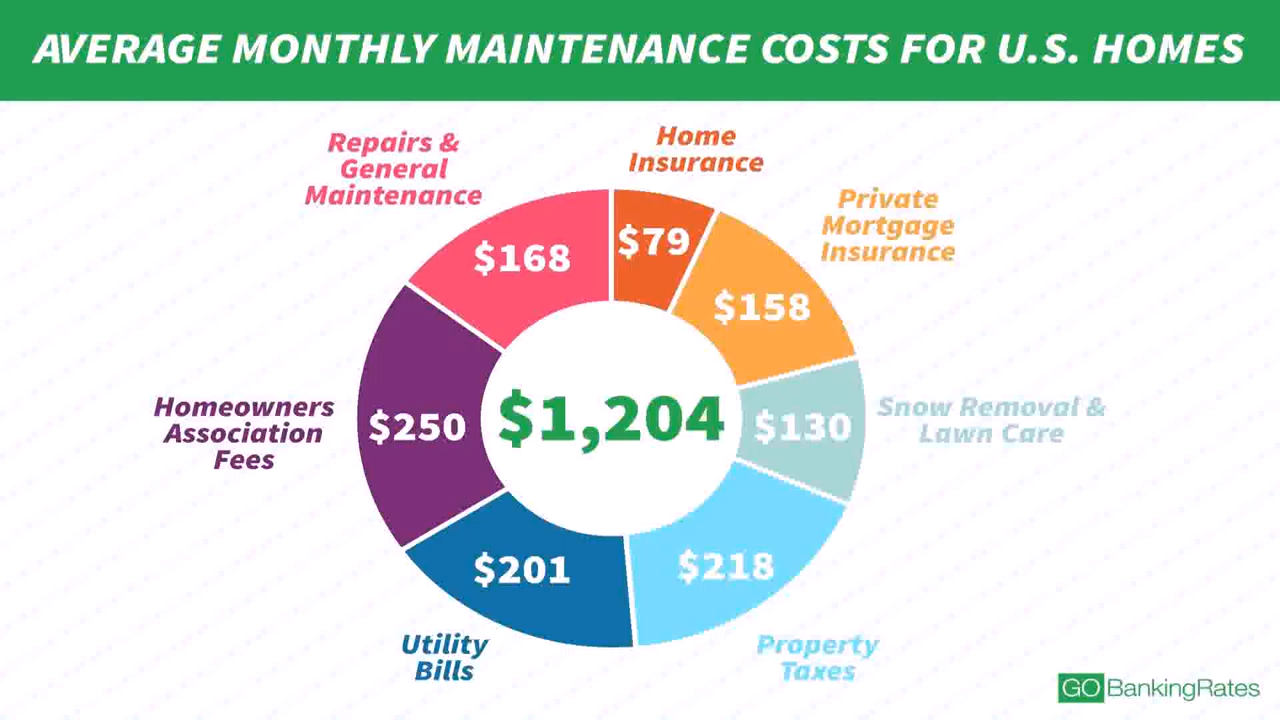 AVERAGE MONTHLY MAINTENANCE COSTS FOR U.S. HOMES
Repairs &
General
Maintenance
$168
Home
Insurance
$79
Private
Mortgage
Insurance
$158
Snow Removal &
Lawn Care
$130
Property
Taxes
$218
Utility
Bills
$201
Homeowners
Association
Fees
$250
$1,204
GOBankingRates